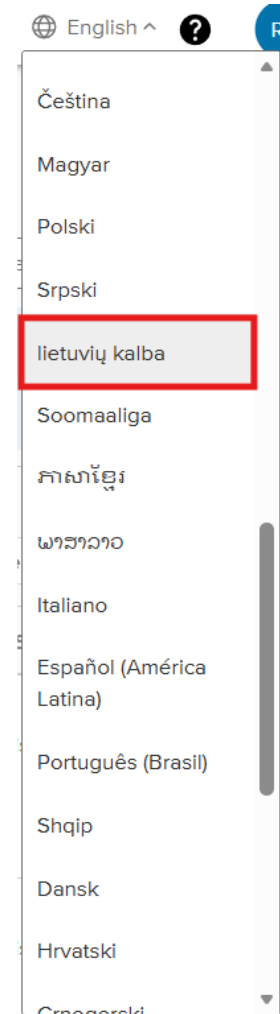 English
?
R
Čeština
Magyar
Polski
Srpski
lietuvių kalba
Soomaaliga
ភាសាខ្មែរ
ພາສາລາວ
Italiano
Español (América
Latina)
Português (Brasil)
Shqip
Dansk
Hrvatski
Crnogorski